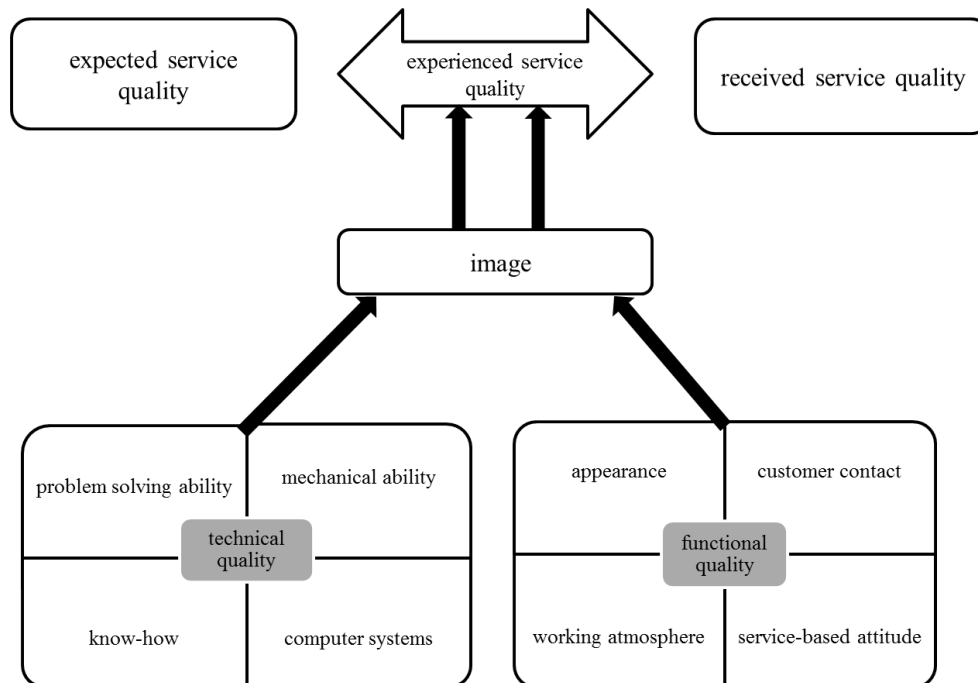 expected service
quality
experienced service
quality
received service quality
image
problem solving ability
mechanical ability
technical
quality
know-how
computer systems
appearance
customer contact
functional
quality
working atmosphere
service-based attitude